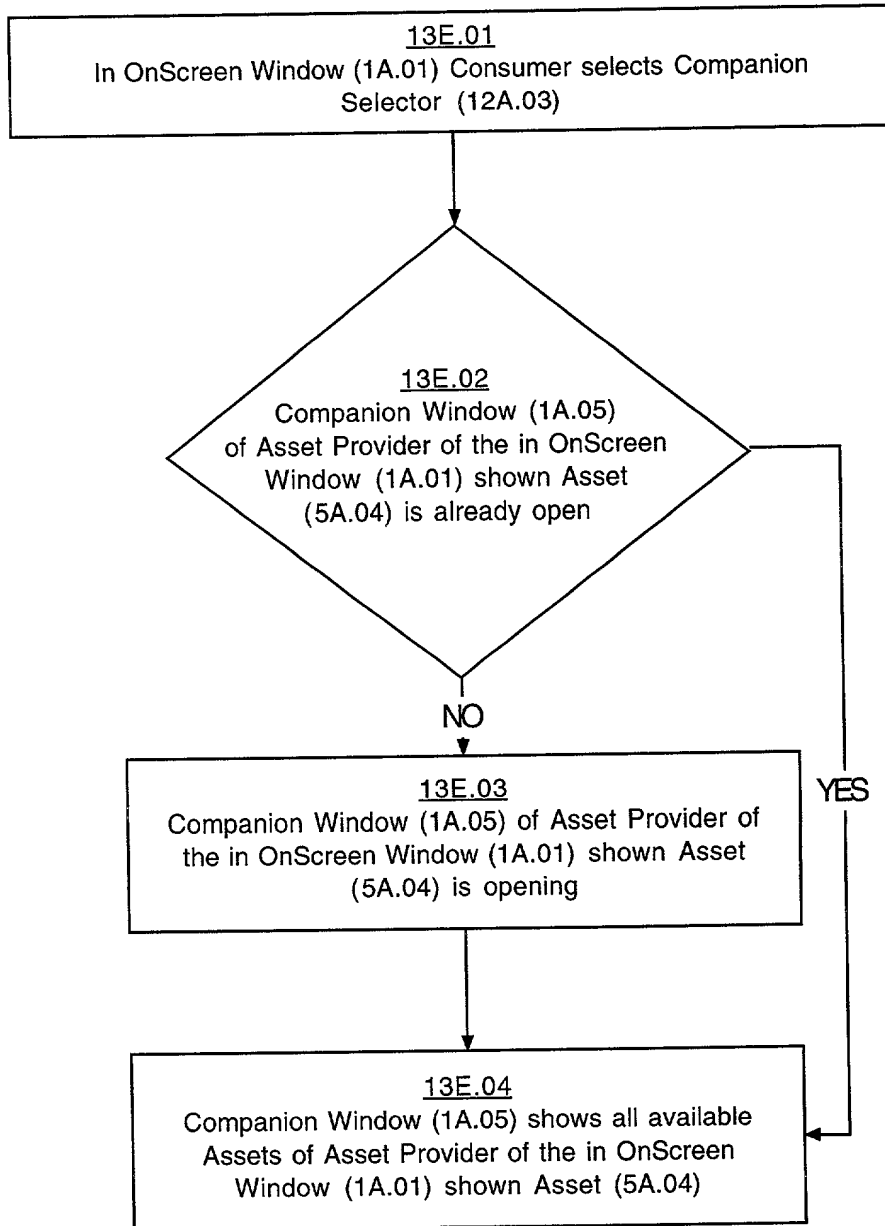 13E.01
In OnScreen Window (1A.01) Consumer selects Companion
Selector (12A.03)
13E.02
Companion Window (1A.05)
of Asset Provider of the in OnScreen
Window (1A.01) shown Asset
(5A.04) is already open
NO
YES
13E.03
Companion Window (1A.05) of Asset Provider of
the in OnScreen Window (1A.01) shown Asset
(5A.04) is opening
13E.04
Companion Window (1A.05) shows all available
Assets of Asset Provider of the in OnScreen
Window (1A.01) shown Asset (5A.04)